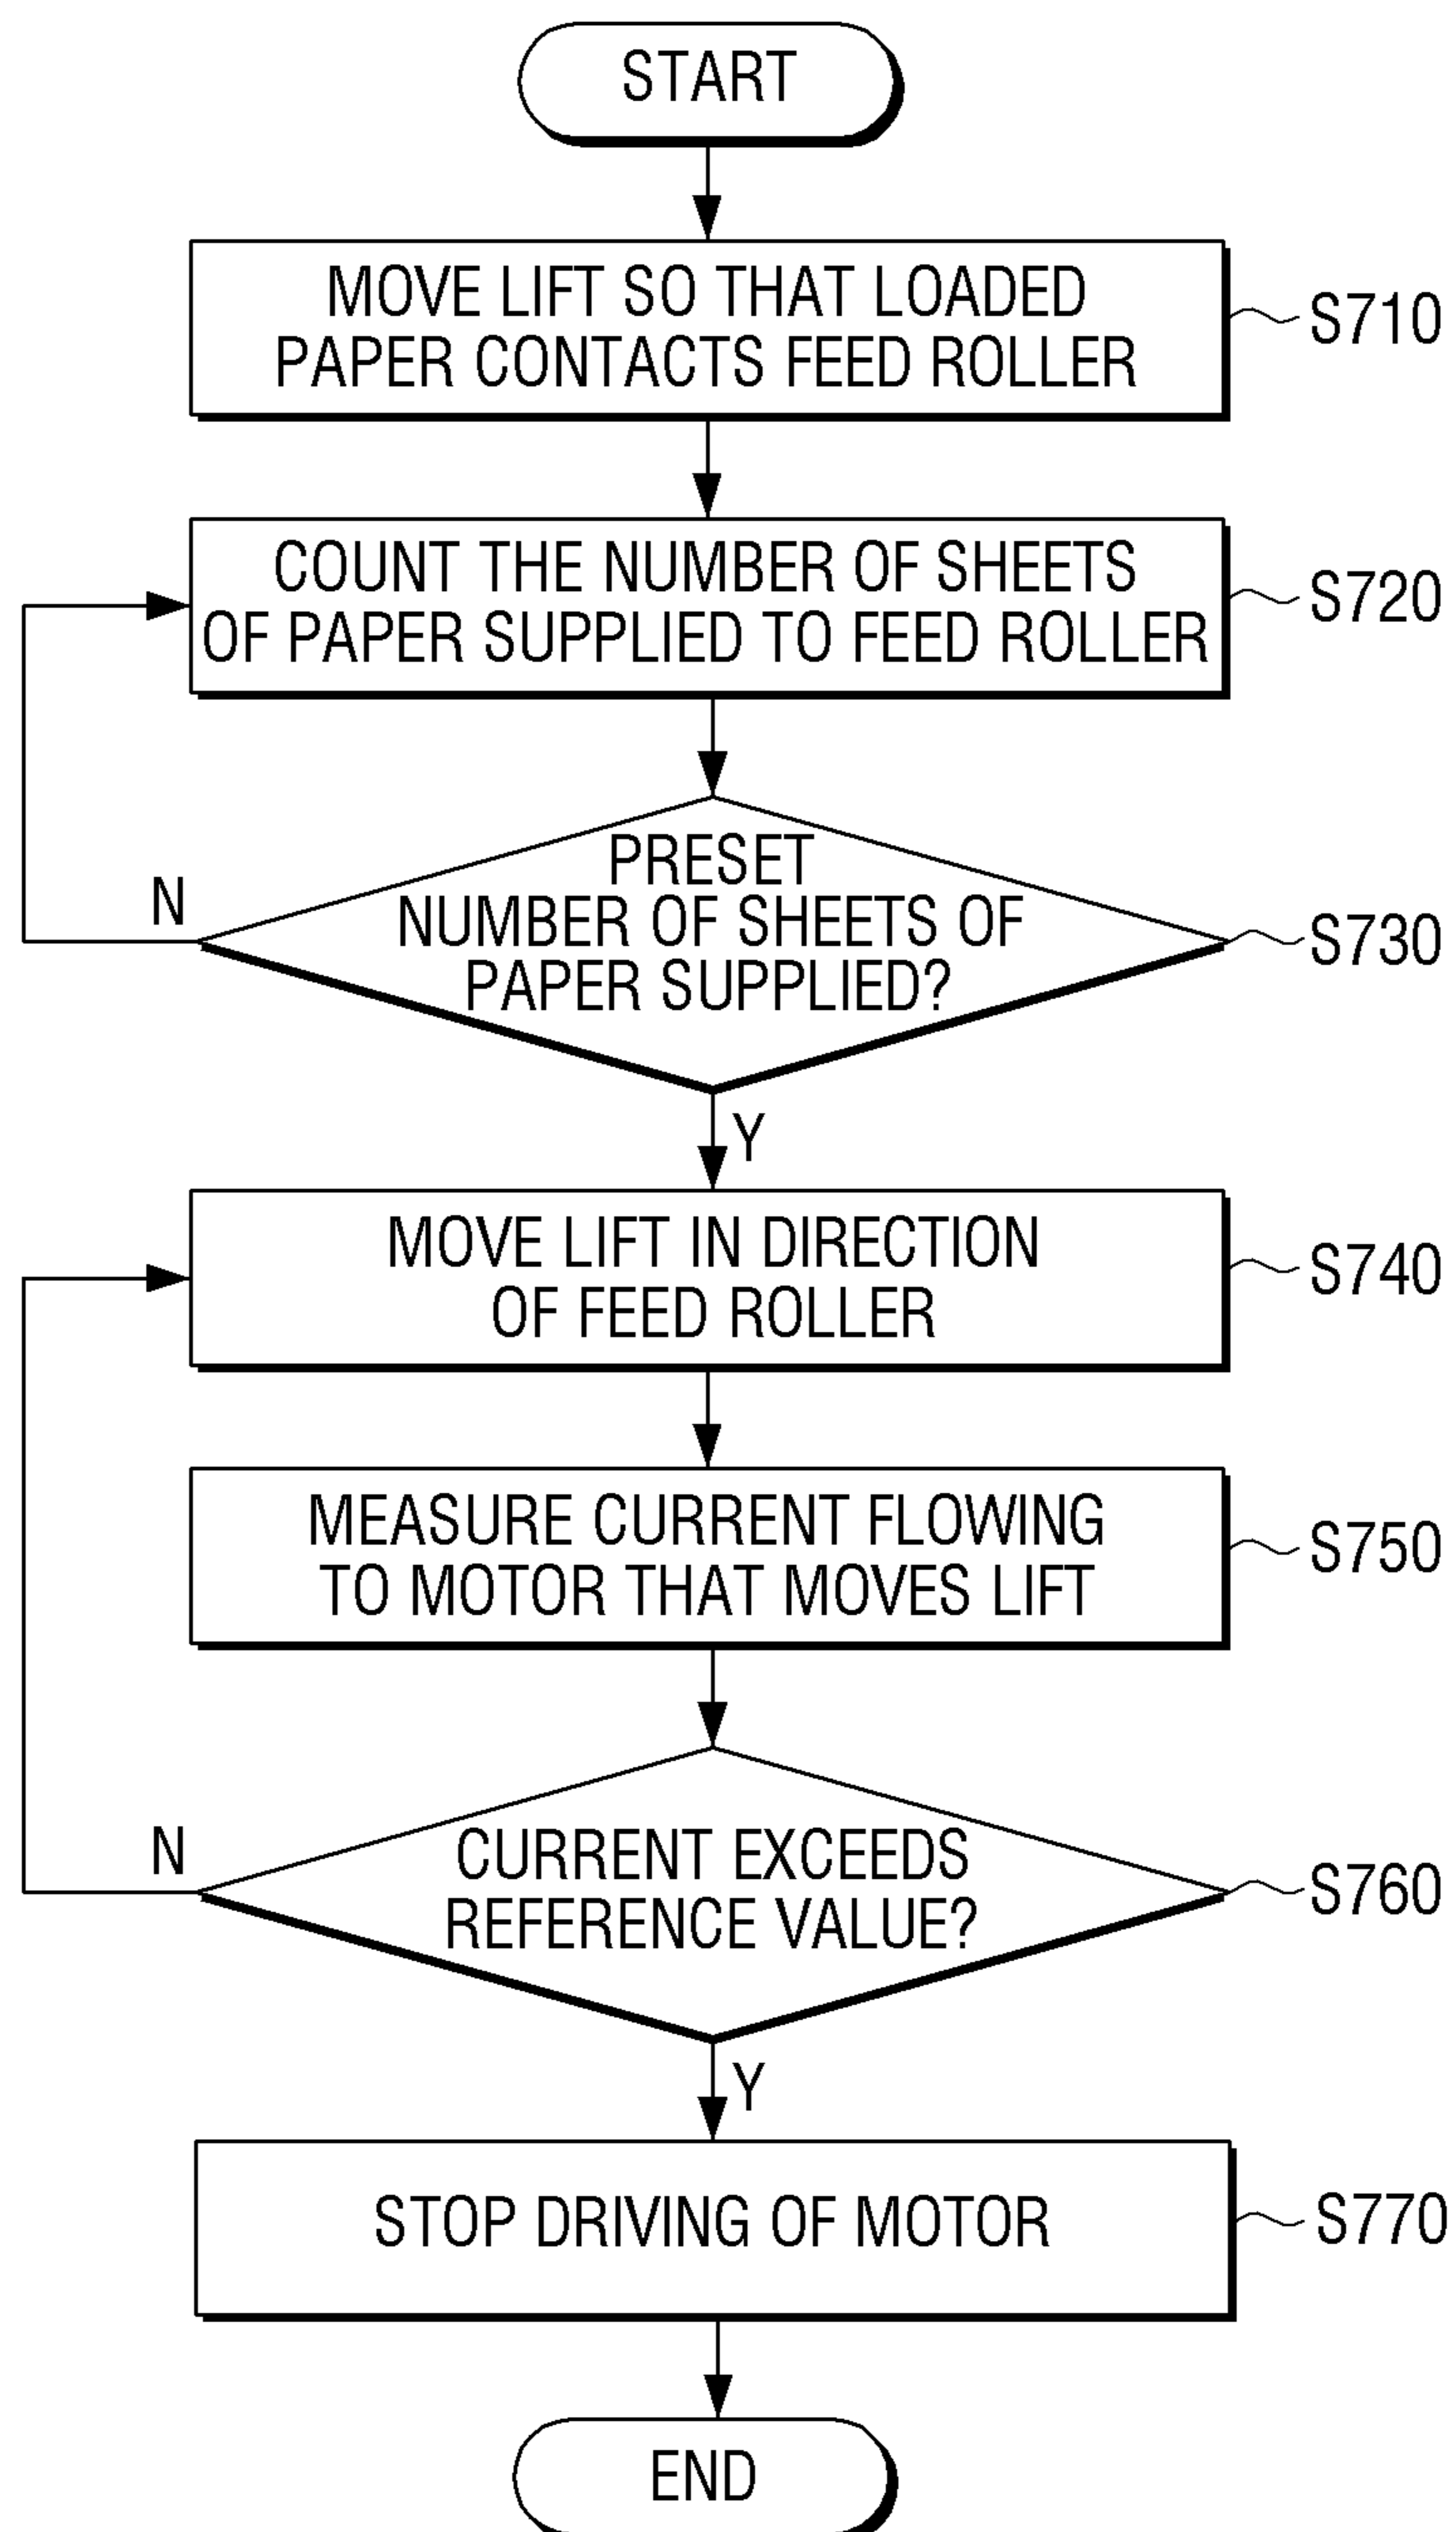 START
MOVE LIFT SO THAT LOADED
PAPER CONTACTS FEED ROLLER
S710
COUNT THE NUMBER OF SHEETS
OF PAPER SUPPLIED TO FEED ROLLER
S720
PRESET
NUMBER OF SHEETS OF
PAPER SUPPLIED?
S730
N
Y
MOVE LIFT IN DIRECTION
OF FEED ROLLER
S740
MEASURE CURRENT FLOWING
TO MOTOR THAT MOVES LIFT
S750
CURRENT EXCEEDS
REFERENCE VALUE?
S760
N
Y
STOP DRIVING OF MOTOR
S770
END